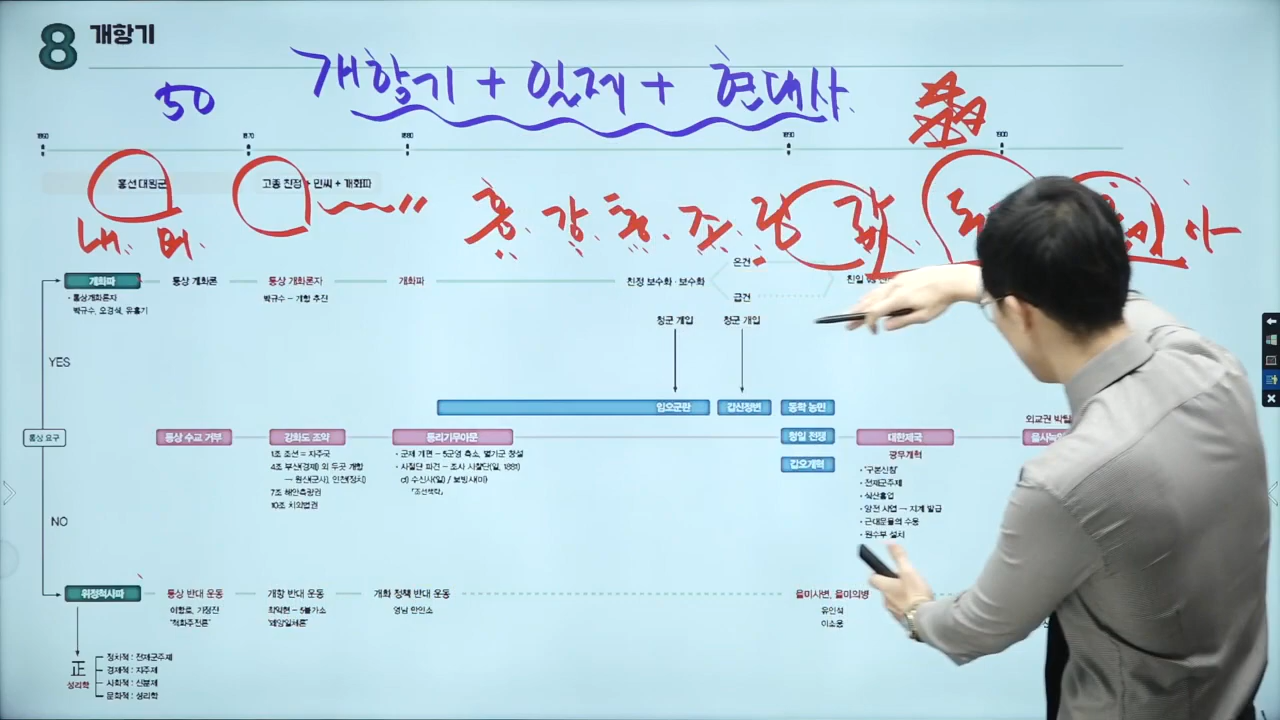 8 개항기
개항기 + 일제 + 현대사
50
1860 1870 1880 1890 1900
흥선 대원군
고종 친정 + 민씨 + 개화파
내. 외.
개화파
통상 개화론
통상 개화론자
개화파
친정 보수화·보수화
온건
급건
친일 vs
• 통상개화론자
박규수, 오경석, 유홍기
박규수 – 개항 추진
청군 개입
청군 개입
YES
임오군란
갑신정변
동학 농민
외교권 박탈
통상 요구
통상 수교 거부
강화도 조약
통리기무아문
청일 전쟁
대한제국
갑오개혁
광무개혁
1조 조선 = 자주국
4조 부산(경제) 외 두곳 개항
→ 원산(군사), 인천(정치)
7조 해안측량권
10조 치외법권
• 군제 개편 – 5군영 축소, 별기군 창설
• 사절단 파견 – 조사 시찰단(일, 1881)
cf) 수신사(일) / 보빙사(미)
『조선책략』
• '구본신참'
• 전제군주제
• 식산흥업
• 양전 사업 → 지계 발급
• 근대문물의 수용
• 원수부 설치
NO
위정척사파
통상 반대 운동
개항 반대 운동
개화 정책 반대 운동
을미사변, 을미의병
이항로, 기정진
"척화주전론"
최익현 – 5불가소
"왜양일체론"
영남 만인소
유인석
이소응
正
성리학
정치적 : 전제군주제
경제적 : 지주제
사회적 : 신분제
문화적 : 성리학